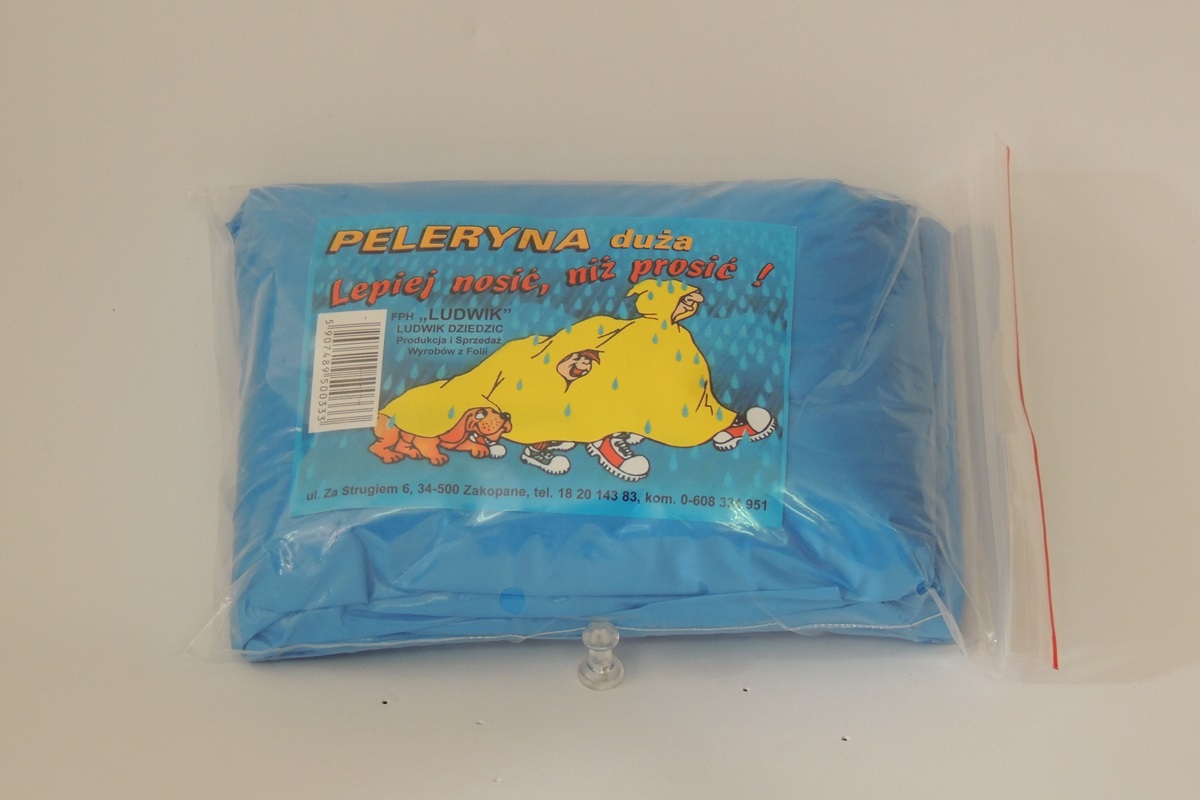 PELERYNA duża
Lepiej nosić, niż prosić !
FPH „LUDWIK”
LUDWIK DZIEDZIC
Produkcja i Sprzedaż
Wyrobów z Folii
5907489500333
ul. Za Strugiem 6, 34-500 Zakopane, tel. 18 20 143 83, kom. 0-608 334 951